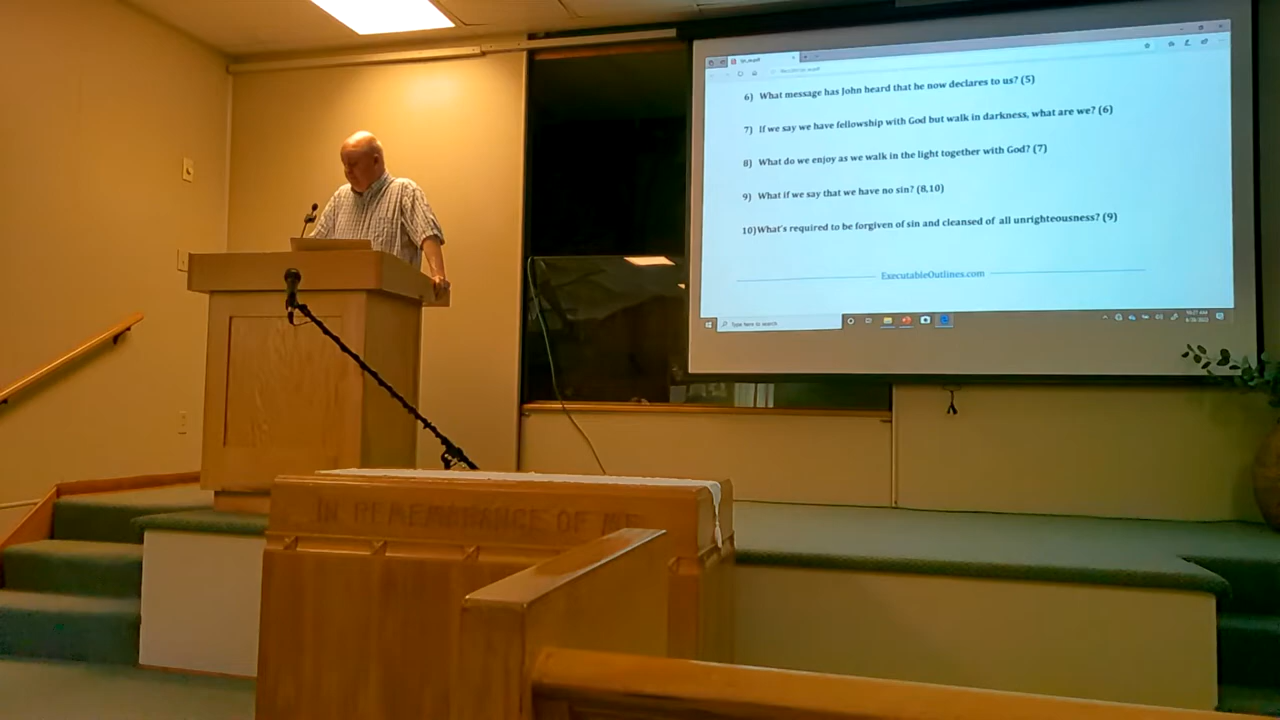 6) What message has John heard that he now declares to us? (5)
7) If we say we have fellowship with God but walk in darkness, what are we? (6)
8) What do we enjoy as we walk in the light together with God? (7)
9) What if we say that we have no sin? (8,10)
10)What's required to be forgiven of sin and cleansed of all unrighteousness? (9)
ExecutableOutlines.com
Type here to search
IN REMEMBRANCE OF ME